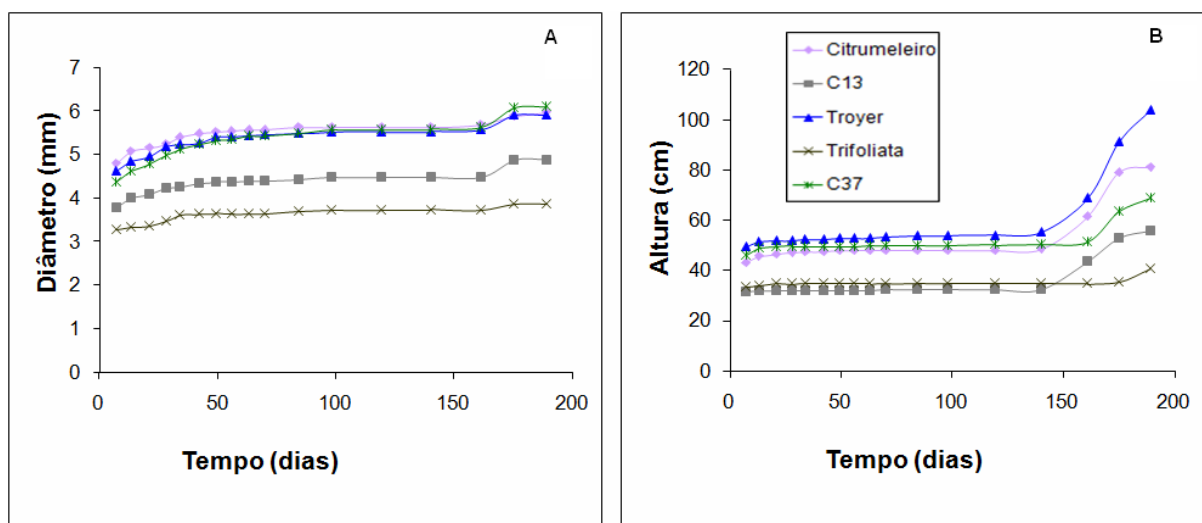 A
7
6
5
4
3
2
1
0
0 50 100 150 200
Diâmetro (mm)
Tempo (dias)
B
Citrumeleiro
C13
Troyer
Trifoliata
C37
120
100
80
60
40
20
0
0 50 100 150 200
Altura (cm)
Tempo (dias)